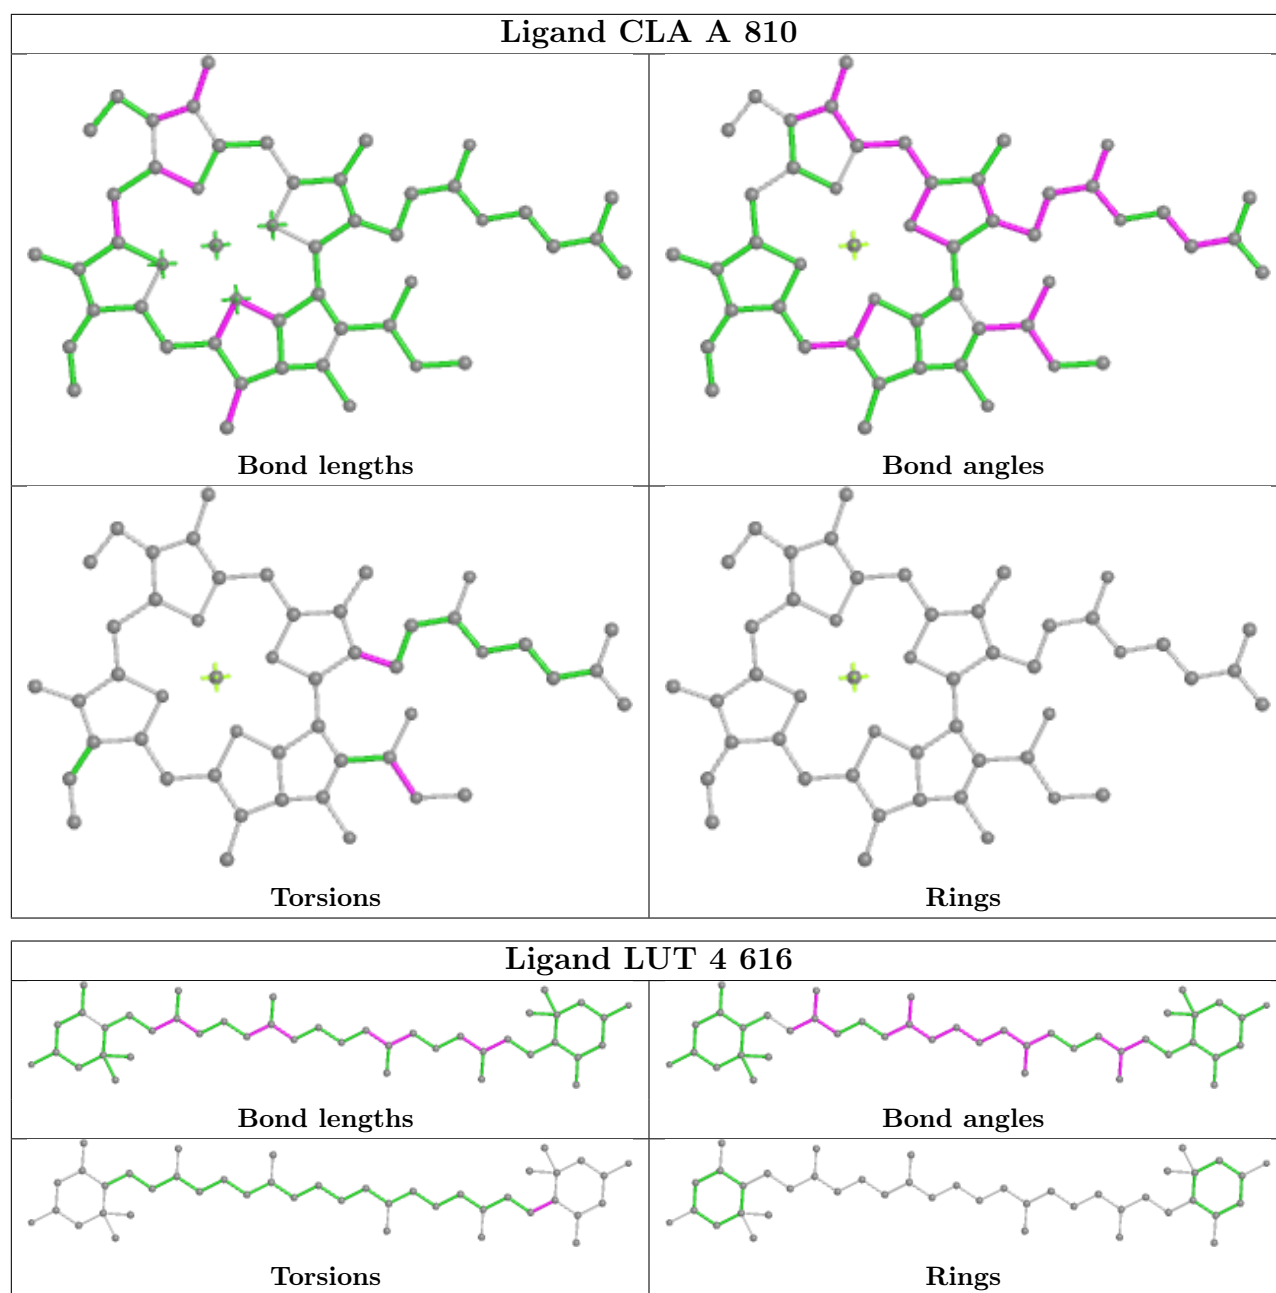 Ligand CLA A 810
Bond lengths
Bond angles
Torsions
Rings
Ligand LUT 4 616
Bond lengths
Bond angles
Torsions
Rings